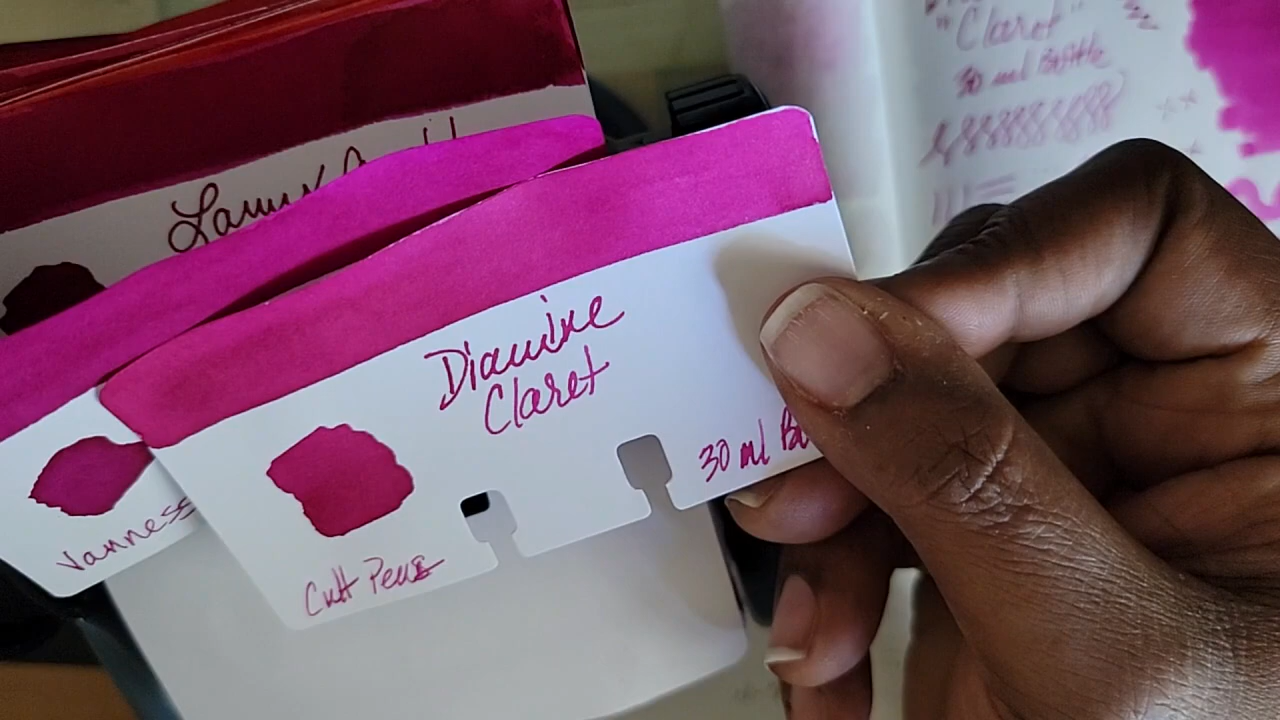 "Claret"
30 ml Bottle
Diamine
Claret
30 ml
Cult Pens
Vanness